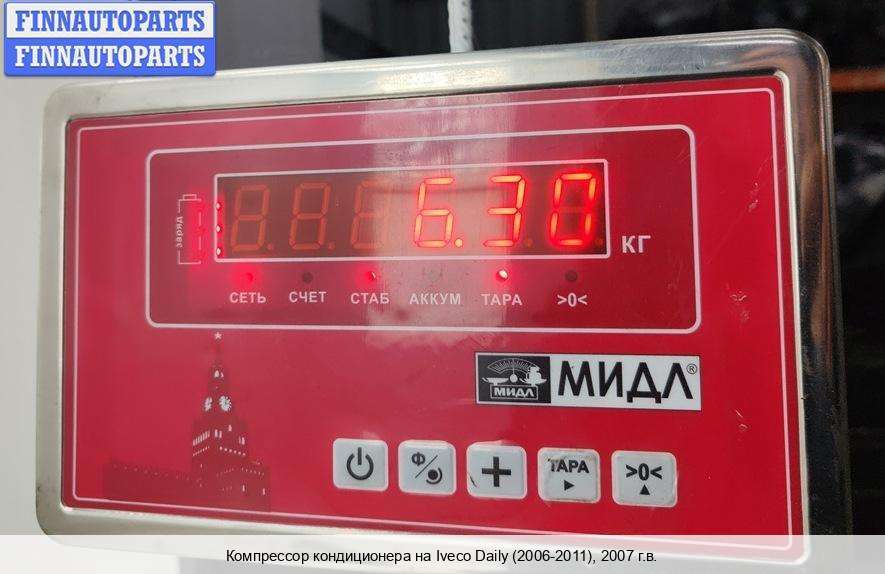 FINNAUTOPARTS
FINNAUTOPARTS
заряд
6.30 КГ
СЕТЬ СЧЕТ СТАБ АККУМ ТАРА >0<
МИДЛ МИДЛ®
Ф ТАРА >0<
Компрессор кондиционера на Iveco Daily (2006-2011), 2007 г.в.